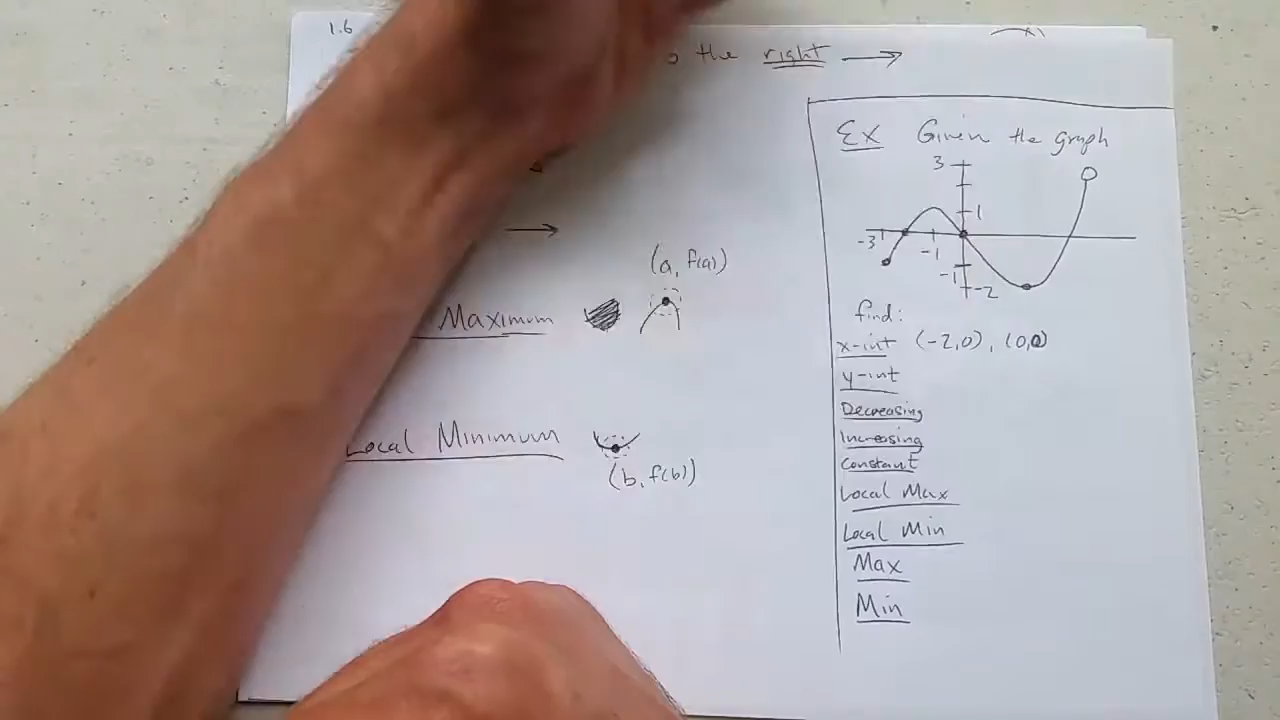 1.6
the right →
→
(a, f(a))
Maximum
Local Minimum
(b, f(b))
Ex Given the graph
3
1
-3
-1
-1
-2
find:
x-int (-2,0), (0,0)
y-int
Decreasing
Increasing
Constant
Local Max
Local Min
Max
Min